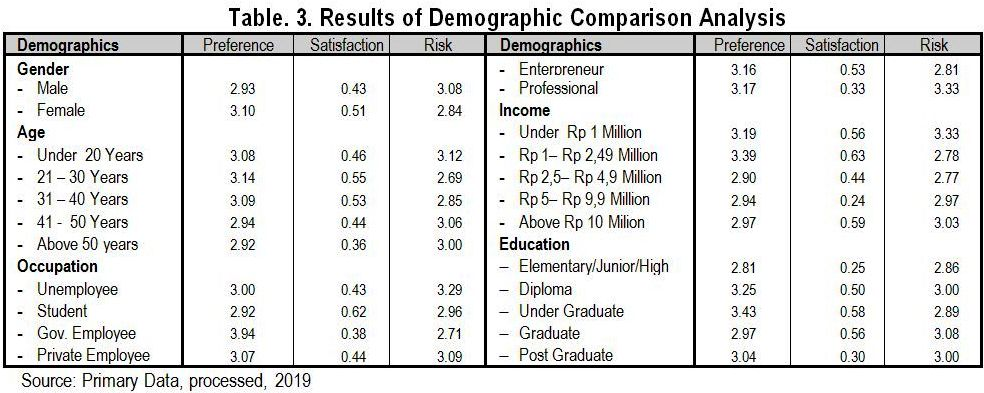 Table. 3. Results of Demographic Comparison Analysis
Demographics Preference Satisfaction Risk
Gender
- Male 2.93 0.43 3.08
- Female 3.10 0.51 2.84
Age
- Under 20 Years 3.08 0.46 3.12
- 21 – 30 Years 3.14 0.55 2.69
- 31 – 40 Years 3.09 0.53 2.85
- 41 - 50 Years 2.94 0.44 3.06
- Above 50 years 2.92 0.36 3.00
Occupation
- Unemployee 3.00 0.43 3.29
- Student 2.92 0.62 2.96
- Gov. Employee 3.94 0.38 2.71
- Private Employee 3.07 0.44 3.09
Demographics Preference Satisfaction Risk
- Enterpreneur 3.16 0.53 2.81
- Professional 3.17 0.33 3.33
Income
- Under Rp 1 Million 3.19 0.56 3.33
- Rp 1– Rp 2,49 Million 3.39 0.63 2.78
- Rp 2,5– Rp 4,9 Million 2.90 0.44 2.77
- Rp 5– Rp 9,9 Million 2.94 0.24 2.97
- Above Rp 10 Milion 2.97 0.59 3.03
Education
– Elementary/Junior/High 2.81 0.25 2.86
– Diploma 3.25 0.50 3.00
– Under Graduate 3.43 0.58 2.89
– Graduate 2.97 0.56 3.08
– Post Graduate 3.04 0.30 3.00
Source: Primary Data, processed, 2019